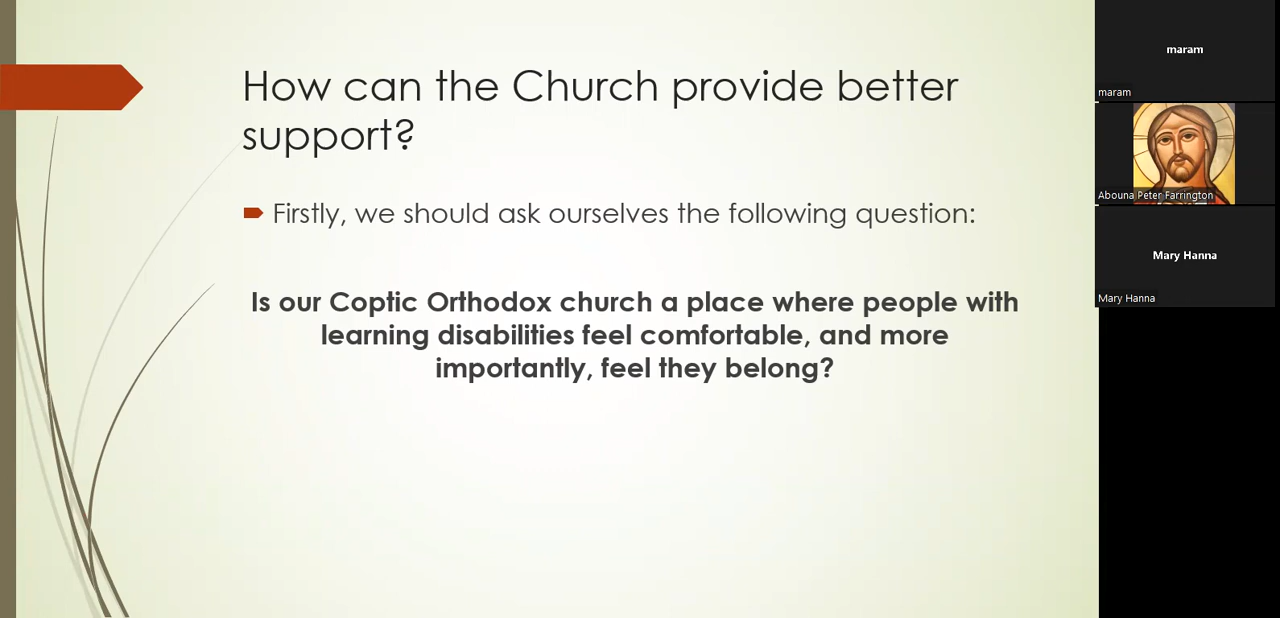 How can the Church provide better
support?
Firstly, we should ask ourselves the following question:
Is our Coptic Orthodox church a place where people with
learning disabilities feel comfortable, and more
importantly, feel they belong?
maram
maram
Abouna Peter Farrington
Mary Hanna
Mary Hanna